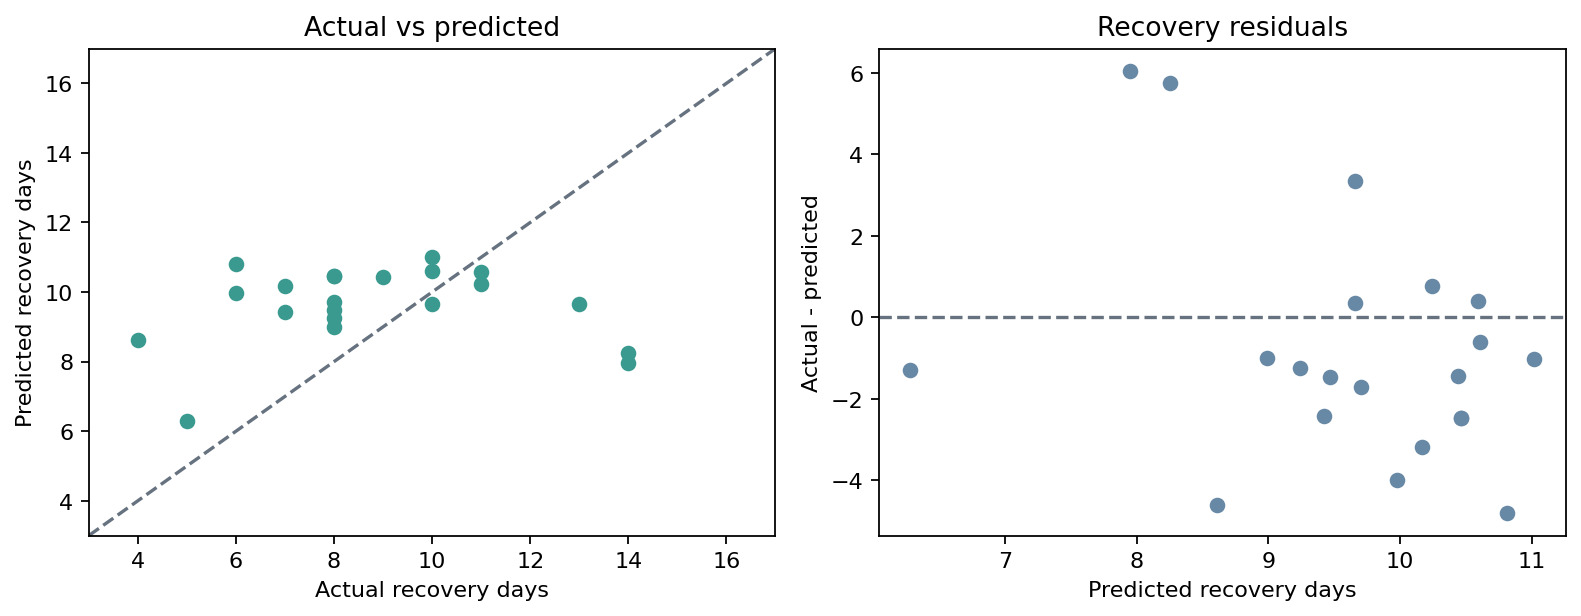 Actual vs predicted
Predicted recovery days
16
14
12
10
8
6
4
4 6 8 10 12 14 16
Actual recovery days
Recovery residuals
Actual - predicted
6
4
2
0
−2
−4
7 8 9 10 11
Predicted recovery days